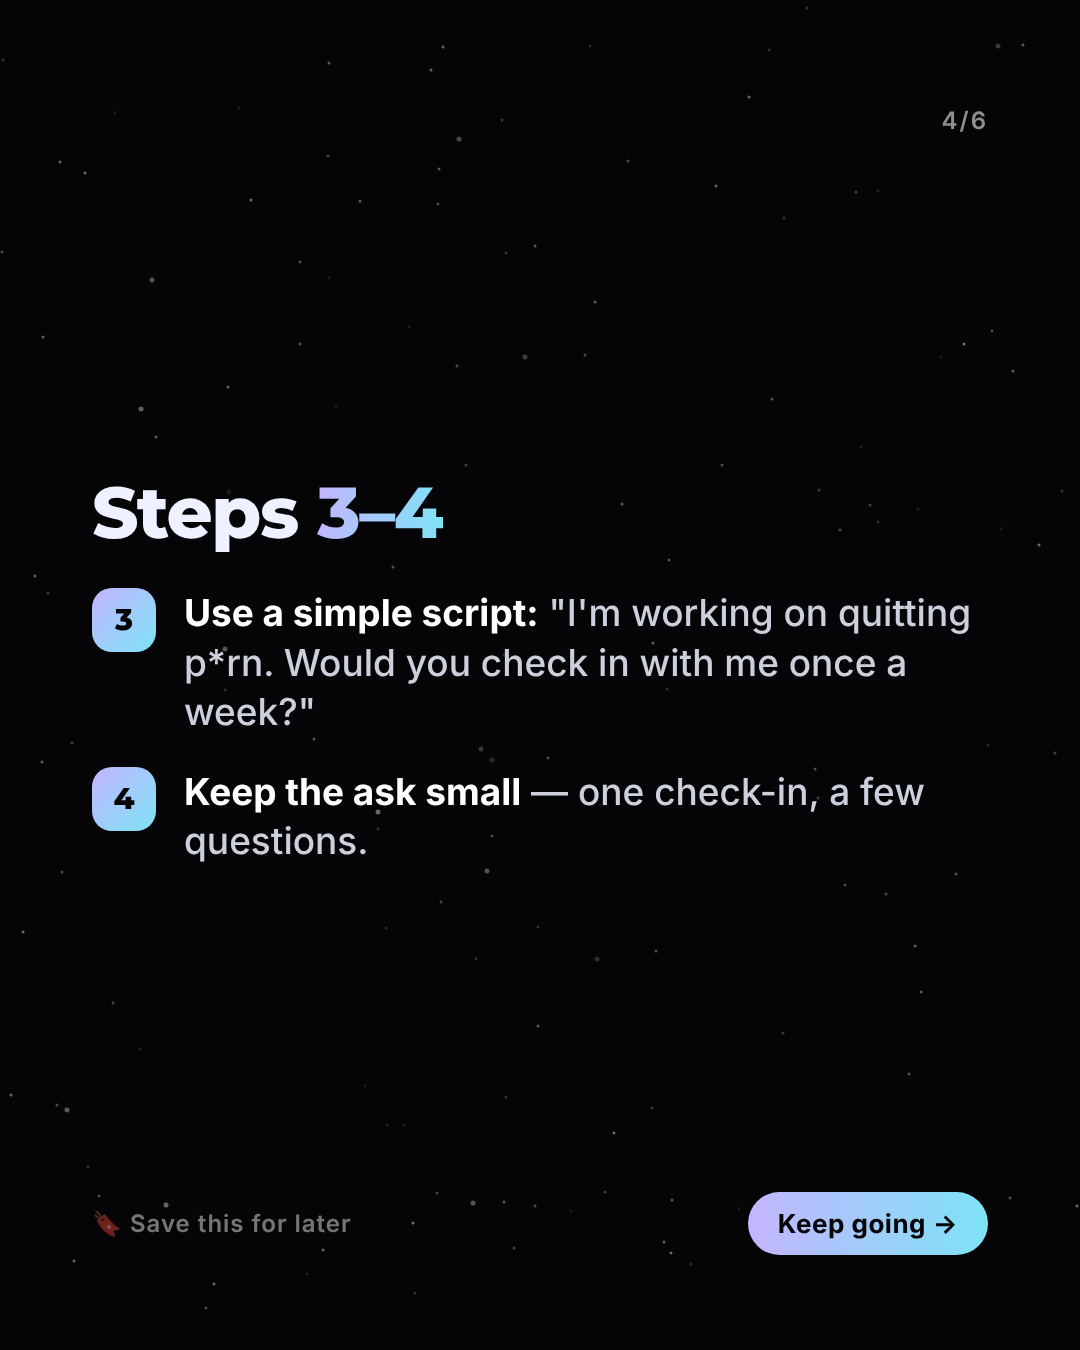 4/6
Steps 3–4
3
Use a simple script: "I'm working on quitting
p*rn. Would you check in with me once a
week?"
4
Keep the ask small — one check-in, a few
questions.
🔖 Save this for later
Keep going →